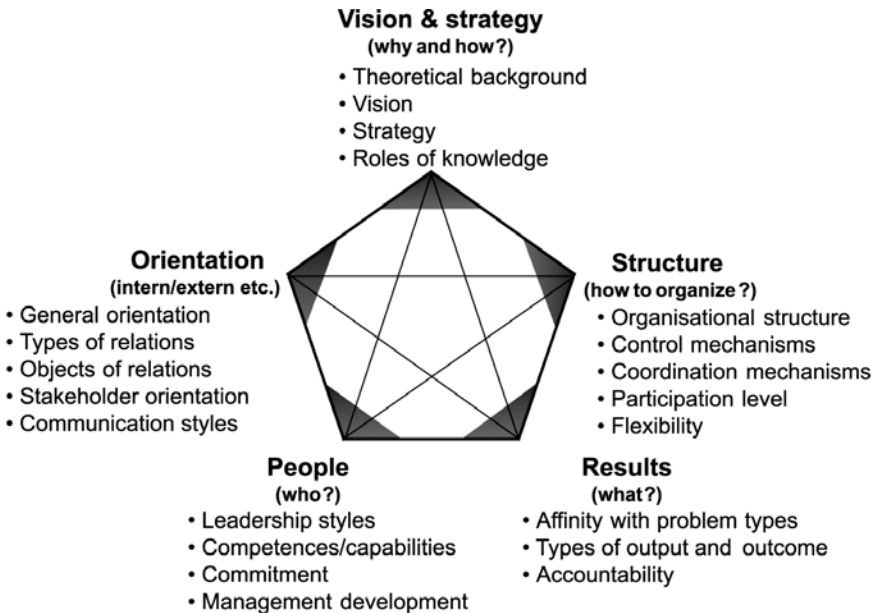 Vision & strategy
(why and how?)
• Theoretical background
• Vision
• Strategy
• Roles of knowledge
Orientation
(intern/extern etc.)
• General orientation
• Types of relations
• Objects of relations
• Stakeholder orientation
• Communication styles
Structure
(how to organize?)
• Organisational structure
• Control mechanisms
• Coordination mechanisms
• Participation level
• Flexibility
People
(who?)
• Leadership styles
• Competences/capabilities
• Commitment
• Management development
Results
(what?)
• Affinity with problem types
• Types of output and outcome
• Accountability